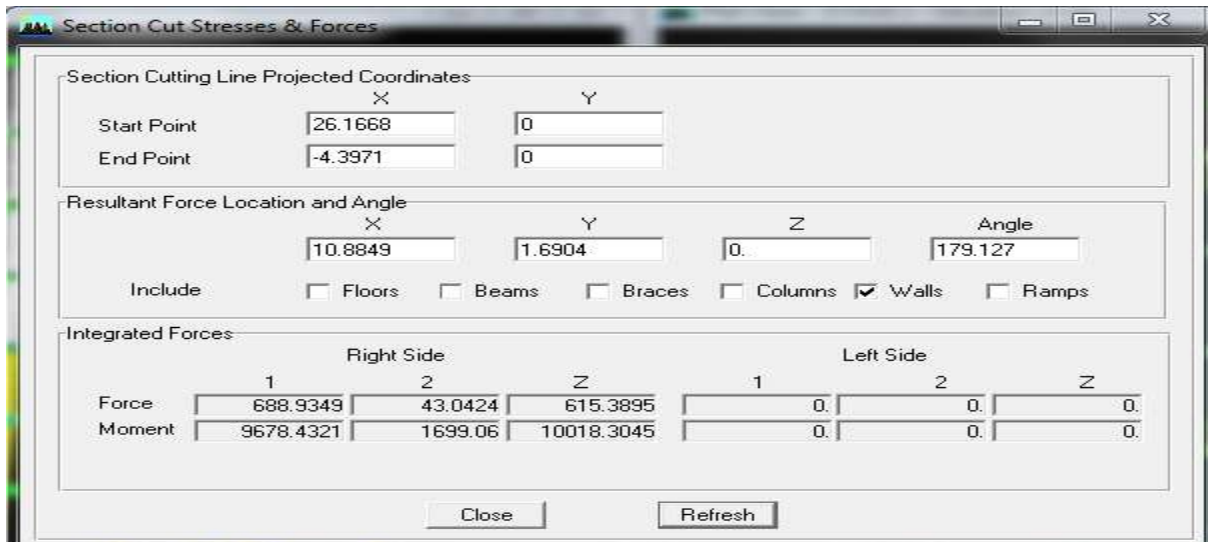 Section Cut Stresses & Forces
Section Cutting Line Projected Coordinates
X Y
Start Point 26.1668 0
End Point -4.3971 0
Resultant Force Location and Angle
X Y Z Angle
10.8849 1.6904 0. 179.127
Include Floors Beams Braces Columns Walls Ramps
Integrated Forces
Right Side Left Side
1 2 Z 1 2 Z
Force 688.9349 43.0424 615.3895 0. 0. 0.
Moment 9678.4321 1699.06 10018.3045 0. 0. 0.
Close Refresh